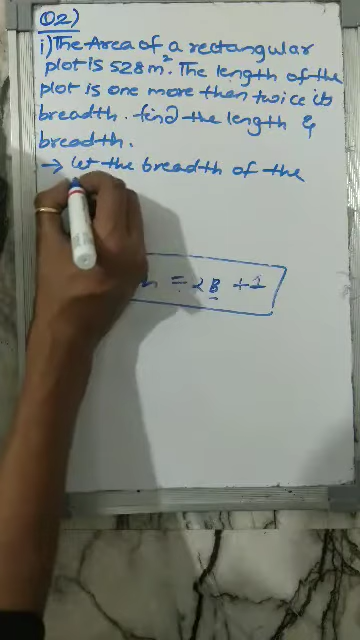 Q2)
i) The Area of a rectangular
plot is 528 m². The length of the
plot is one more than twice its
breadth. find the length &
breadth.
→ Let the breadth of the
= 2B + 1